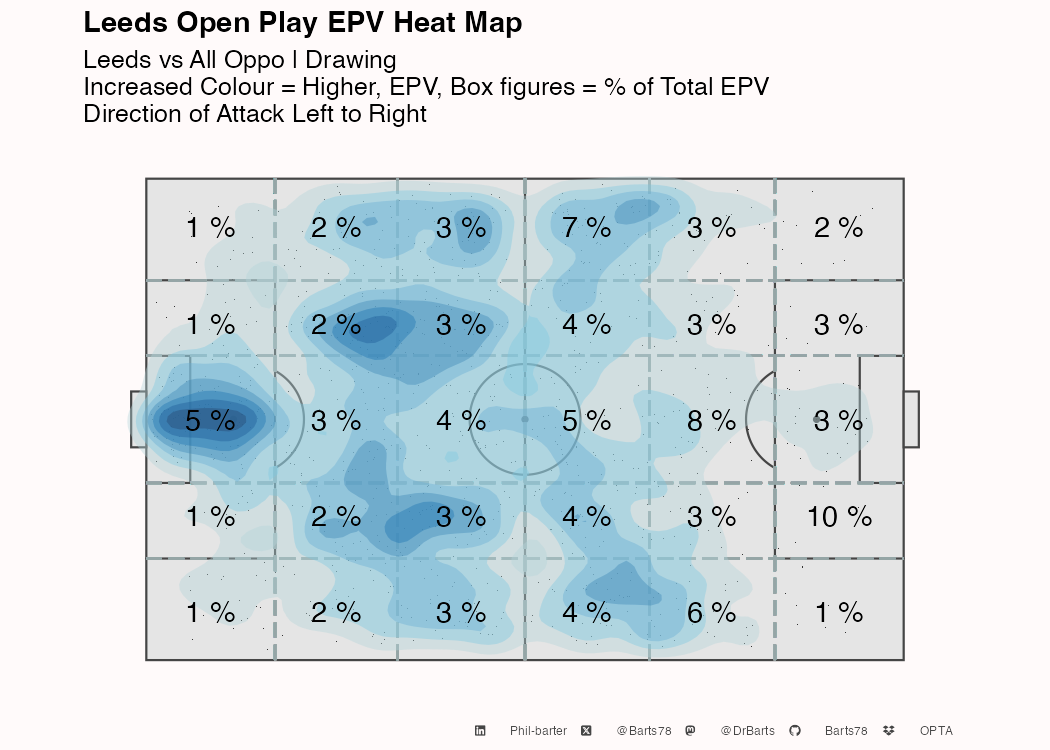 Leeds Open Play EPV Heat Map
Leeds vs All Oppo | Drawing
Increased Colour = Higher, EPV, Box figures = % of Total EPV
Direction of Attack Left to Right
1 % 2 % 3 % 7 % 3 % 2 %
1 % 2 % 3 % 4 % 3 % 3 %
5 % 3 % 4 % 5 % 8 % 3 %
1 % 2 % 3 % 4 % 3 % 10 %
1 % 2 % 3 % 4 % 6 % 1 %
Phil-barter @Barts78 @DrBarts Barts78 OPTA